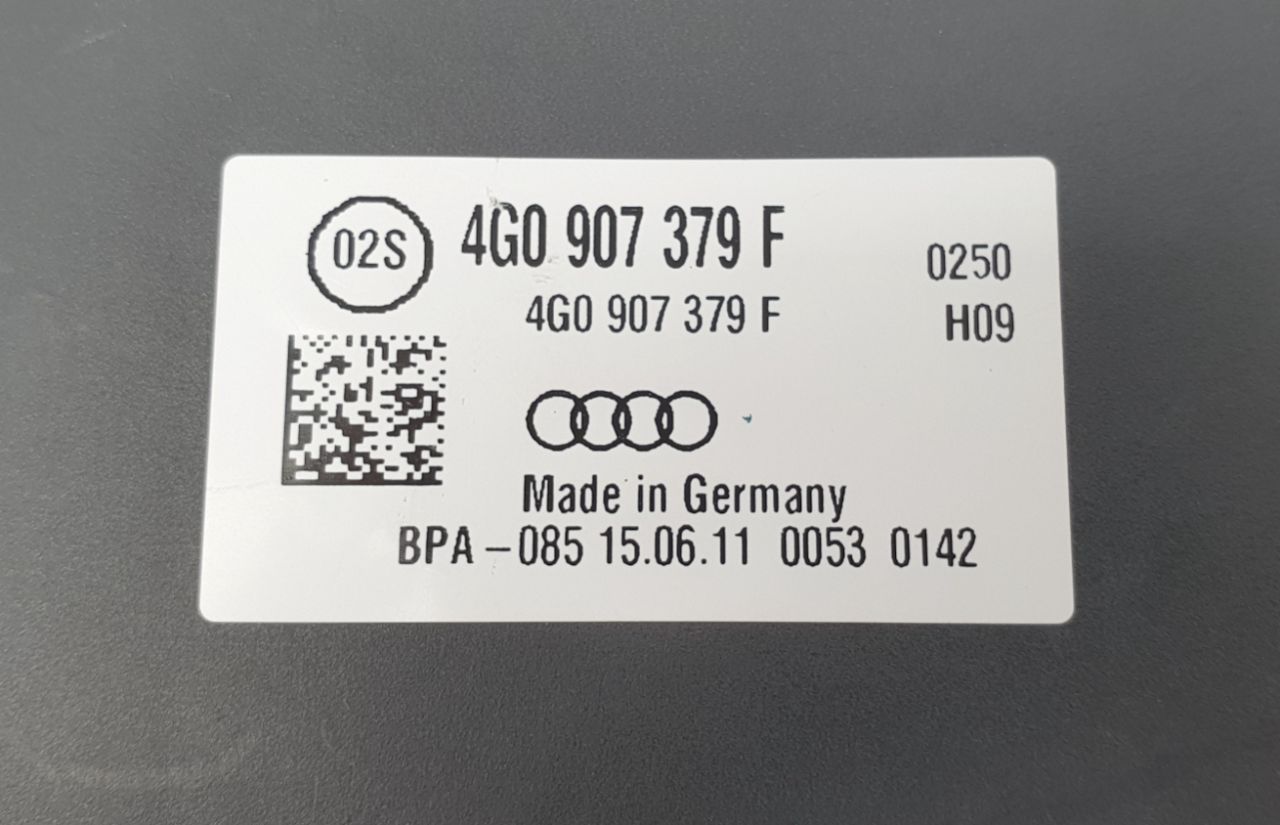 02S
4G0 907 379 F
0250
4G0 907 379 F
H09
Made in Germany
BPA – 085 15.06.11 0053 0142